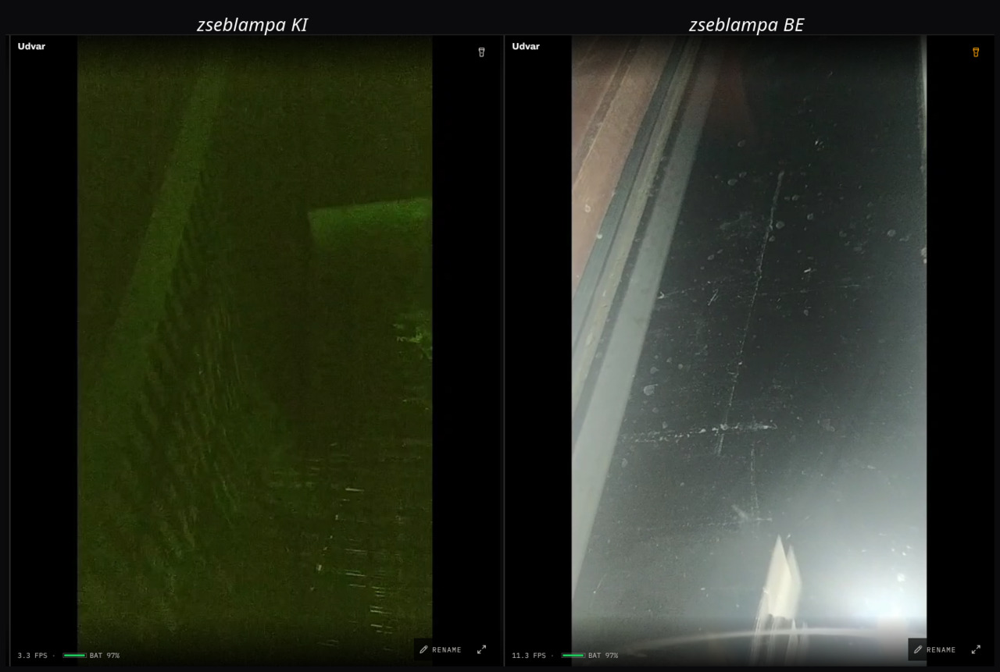 zseblampa KI
zseblampa BE
Udvar
Udvar
3.3 FPS · BAT 97%
RENAME
11.3 FPS · BAT 97%
RENAME